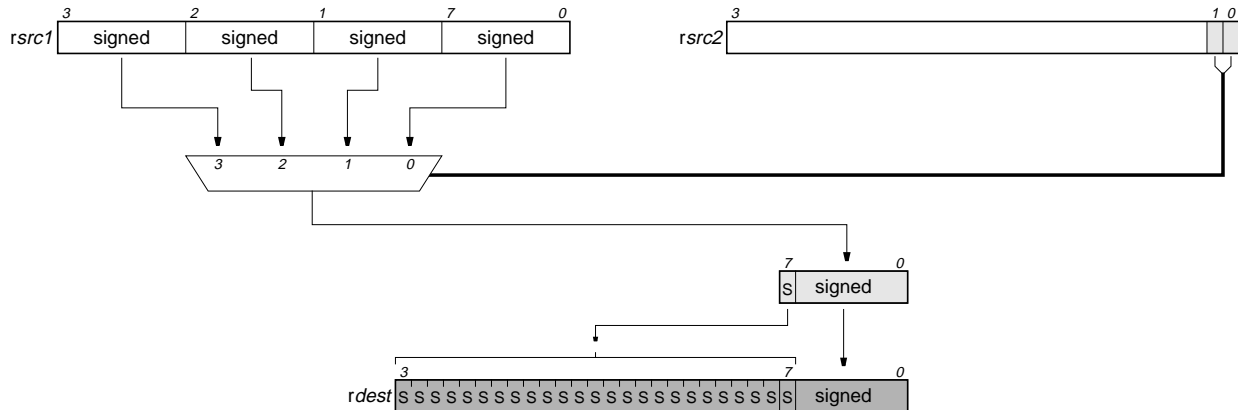 3 2 1 7 0 3 1 0
rsrc1 signed signed signed signed rsrc2
3 2 1 0
7 0
S signed
3 7 0
rdest S S S S S S S S S S S S S S S S S S S S S S S S S signed